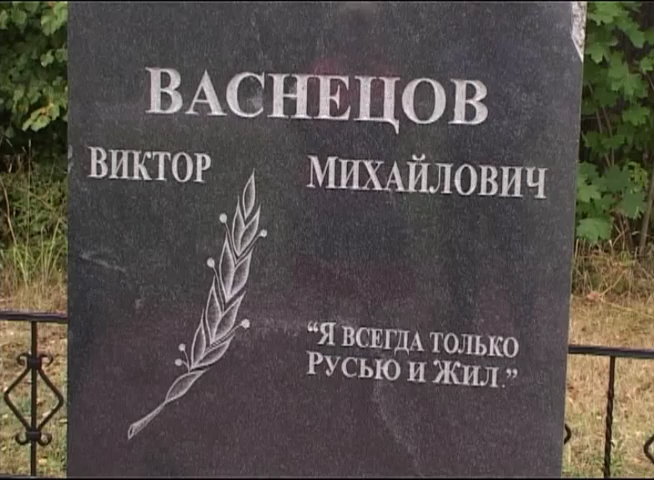 ВАСНЕЦОВ
ВИКТОР МИХАЙЛОВИЧ
“Я ВСЕГДА ТОЛЬКО
РУСЬЮ И ЖИЛ.”